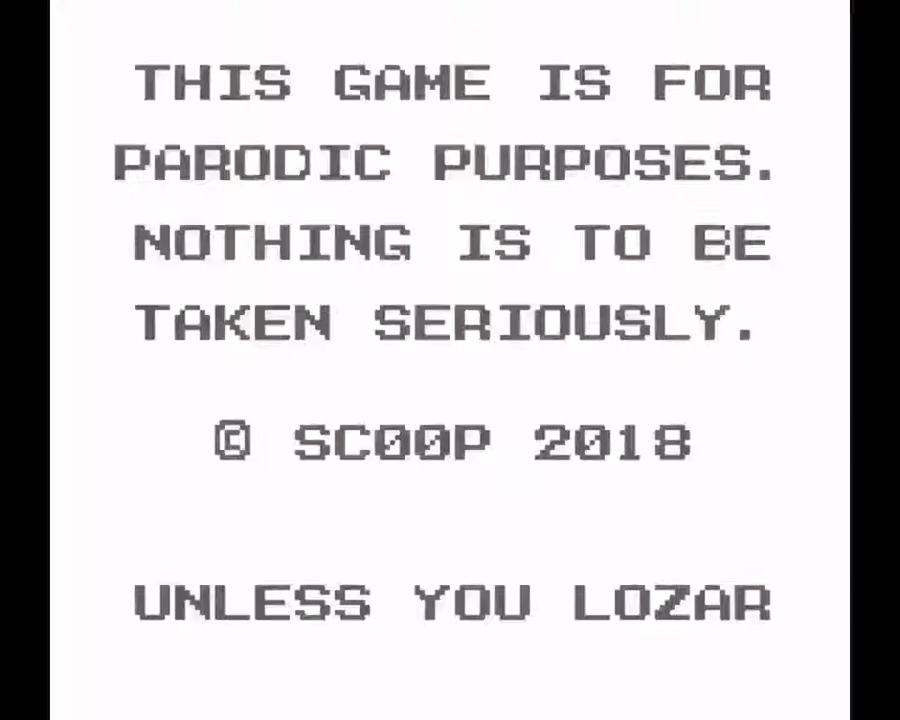 THIS GAME IS FOR
PARODIC PURPOSES.
NOTHING IS TO BE
TAKEN SERIOUSLY.
© SC00P 2018
UNLESS YOU LOZAR